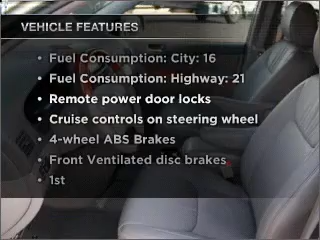 VEHICLE FEATURES
• Fuel Consumption: City: 16
• Fuel Consumption: Highway: 21
• Remote power door locks
• Cruise controls on steering wheel
• 4-wheel ABS Brakes
• Front Ventilated disc brakes
• 1st